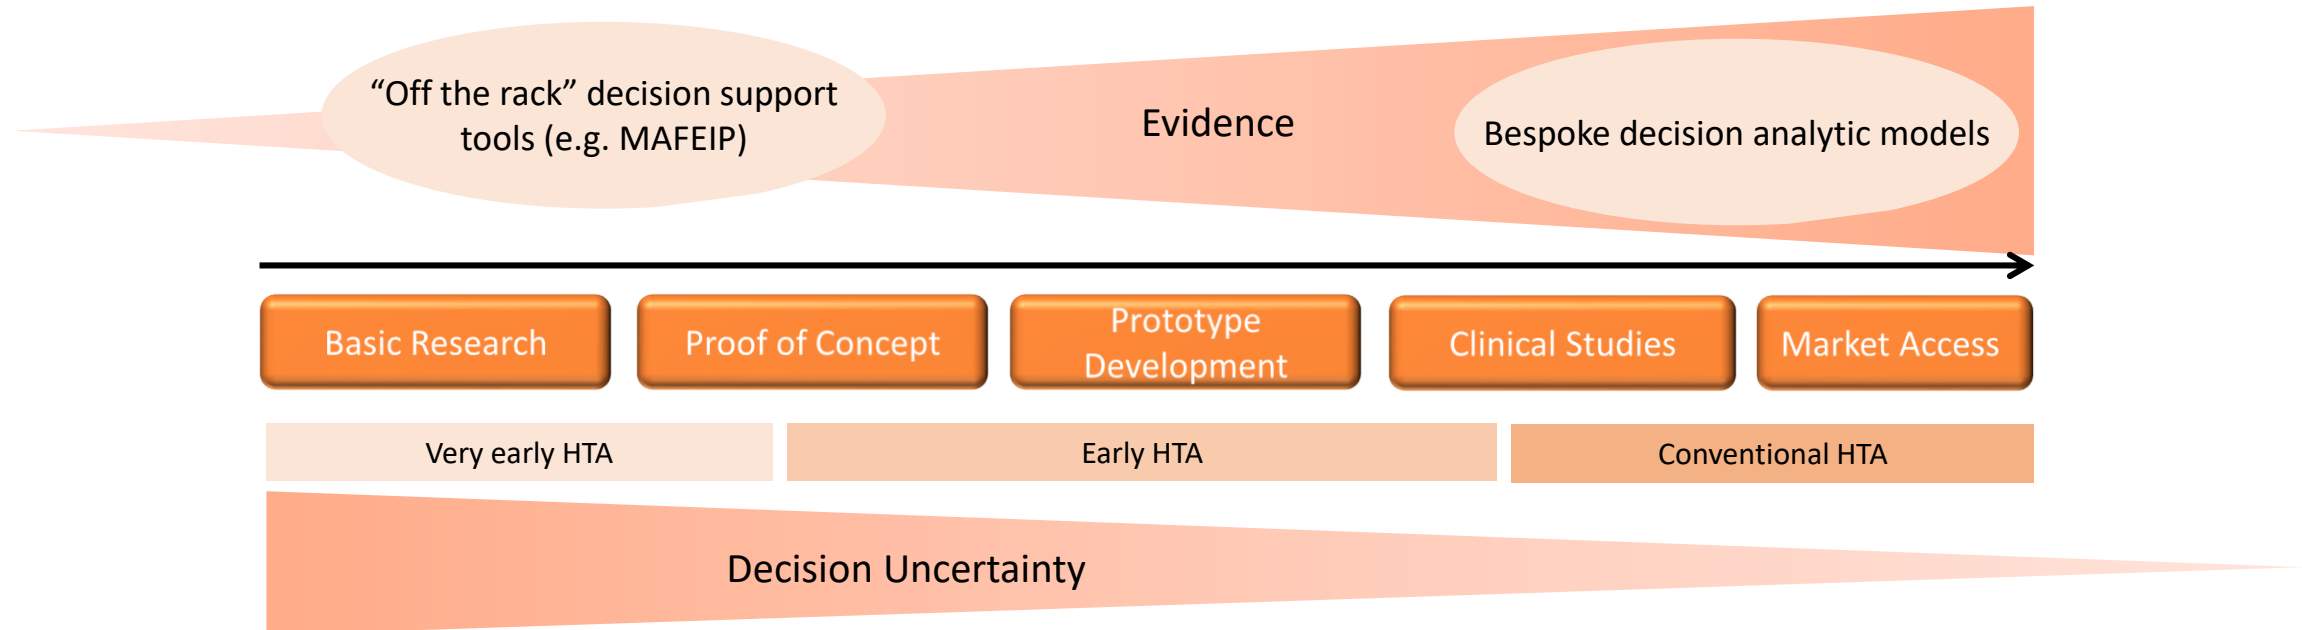 “Off the rack” decision support
tools (e.g. MAFEIP)
Evidence
Bespoke decision analytic models
Basic Research
Proof of Concept
Prototype
Development
Clinical Studies
Market Access
Very early HTA
Early HTA
Conventional HTA
Decision Uncertainty